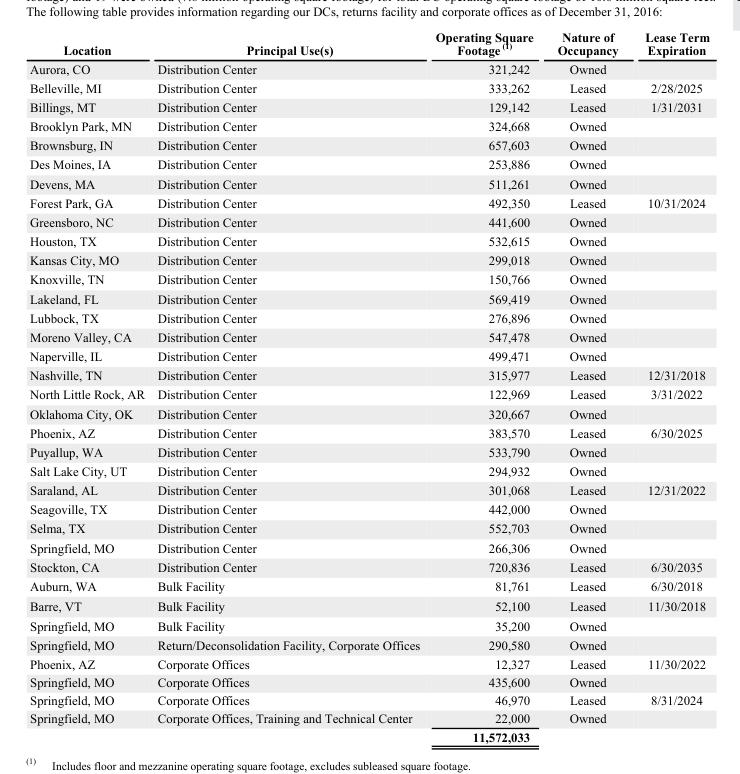 The following table provides information regarding our DCs, returns facility and corporate offices as of December 31, 2016:
Location Principal Use(s) Operating Square Footage (1) Nature of Occupancy Lease Term Expiration
Aurora, CO Distribution Center 321,242 Owned
Belleville, MI Distribution Center 333,262 Leased 2/28/2025
Billings, MT Distribution Center 129,142 Leased 1/31/2031
Brooklyn Park, MN Distribution Center 324,668 Owned
Brownsburg, IN Distribution Center 657,603 Owned
Des Moines, IA Distribution Center 253,886 Owned
Devens, MA Distribution Center 511,261 Owned
Forest Park, GA Distribution Center 492,350 Leased 10/31/2024
Greensboro, NC Distribution Center 441,600 Owned
Houston, TX Distribution Center 532,615 Owned
Kansas City, MO Distribution Center 299,018 Owned
Knoxville, TN Distribution Center 150,766 Owned
Lakeland, FL Distribution Center 569,419 Owned
Lubbock, TX Distribution Center 276,896 Owned
Moreno Valley, CA Distribution Center 547,478 Owned
Naperville, IL Distribution Center 499,471 Owned
Nashville, TN Distribution Center 315,977 Leased 12/31/2018
North Little Rock, AR Distribution Center 122,969 Leased 3/31/2022
Oklahoma City, OK Distribution Center 320,667 Owned
Phoenix, AZ Distribution Center 383,570 Leased 6/30/2025
Puyallup, WA Distribution Center 533,790 Owned
Salt Lake City, UT Distribution Center 294,932 Owned
Saraland, AL Distribution Center 301,068 Leased 12/31/2022
Seagoville, TX Distribution Center 442,000 Owned
Selma, TX Distribution Center 552,703 Owned
Springfield, MO Distribution Center 266,306 Owned
Stockton, CA Distribution Center 720,836 Leased 6/30/2035
Auburn, WA Bulk Facility 81,761 Leased 6/30/2018
Barre, VT Bulk Facility 52,100 Leased 11/30/2018
Springfield, MO Bulk Facility 35,200 Owned
Springfield, MO Return/Deconsolidation Facility, Corporate Offices 290,580 Owned
Phoenix, AZ Corporate Offices 12,327 Leased 11/30/2022
Springfield, MO Corporate Offices 435,600 Owned
Springfield, MO Corporate Offices 46,970 Leased 8/31/2024
Springfield, MO Corporate Offices, Training and Technical Center 22,000 Owned
11,572,033
(1) Includes floor and mezzanine operating square footage, excludes subleased square footage.